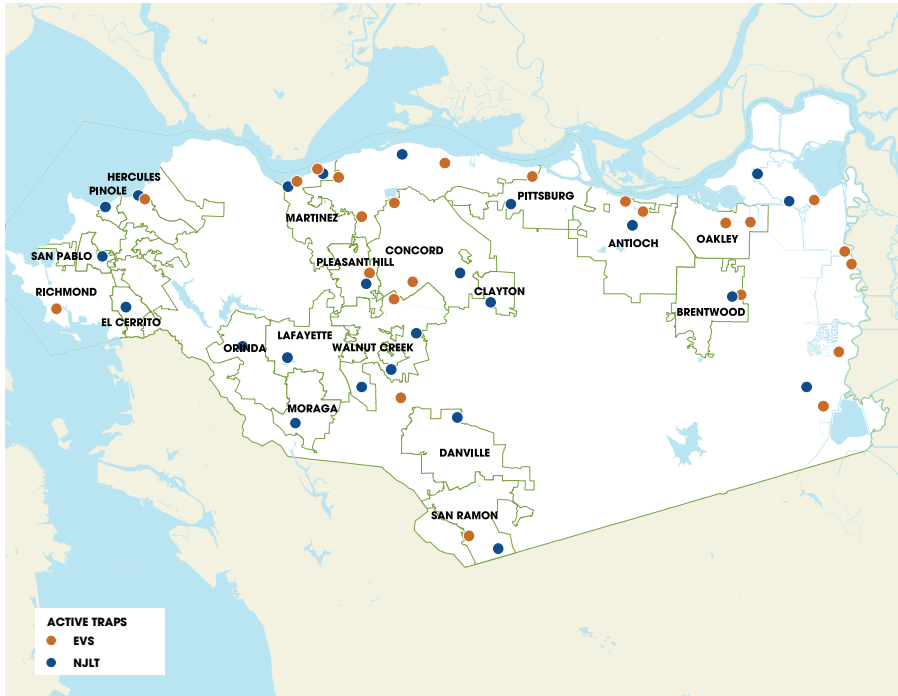 HERCULES
PINOLE
PITTSBURG
MARTINEZ
ANTIOCH
OAKLEY
CONCORD
SAN PABLO
PLEASANT HILL
RICHMOND
CLAYTON
BRENTWOOD
EL CERRITO
LAFAYETTE
ORINDA
WALNUT CREEK
MORAGA
DANVILLE
SAN RAMON
ACTIVE TRAPS
EVS
NJLT